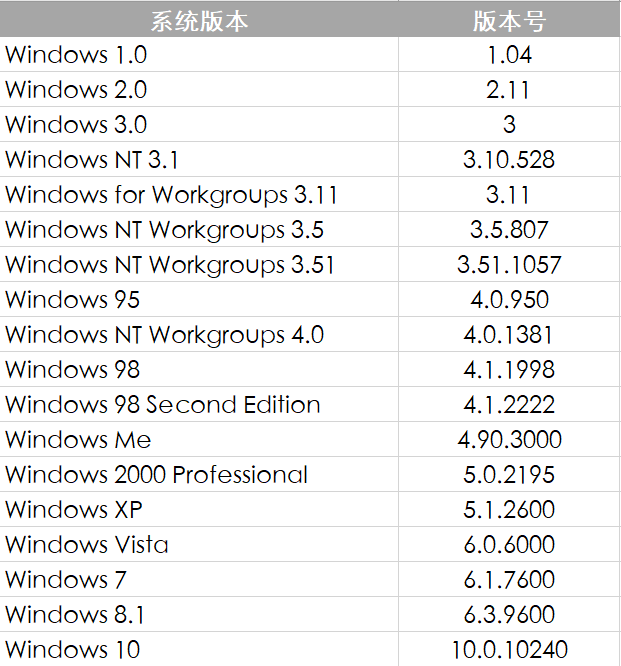 系统版本 版本号
Windows 1.0 1.04
Windows 2.0 2.11
Windows 3.0 3
Windows NT 3.1 3.10.528
Windows for Workgroups 3.11 3.11
Windows NT Workgroups 3.5 3.5.807
Windows NT Workgroups 3.51 3.51.1057
Windows 95 4.0.950
Windows NT Workgroups 4.0 4.0.1381
Windows 98 4.1.1998
Windows 98 Second Edition 4.1.2222
Windows Me 4.90.3000
Windows 2000 Professional 5.0.2195
Windows XP 5.1.2600
Windows Vista 6.0.6000
Windows 7 6.1.7600
Windows 8.1 6.3.9600
Windows 10 10.0.10240